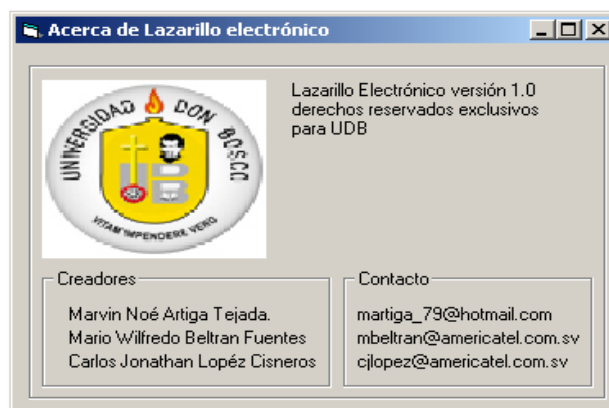 Acerca de Lazarillo electrónico
UNIVERSIDAD DON BOSCO
UDB
VITAM IMPENDERE VERO
Lazarillo Electrónico versión 1.0
derechos reservados exclusivos
para UDB
Creadores
Marvin Noé Artiga Tejada.
Mario Wilfredo Beltran Fuentes
Carlos Jonathan Lopéz Cisneros
Contacto
martiga_79@hotmail.com
mbeltran@americatel.com.sv
cjlopez@americatel.com.sv